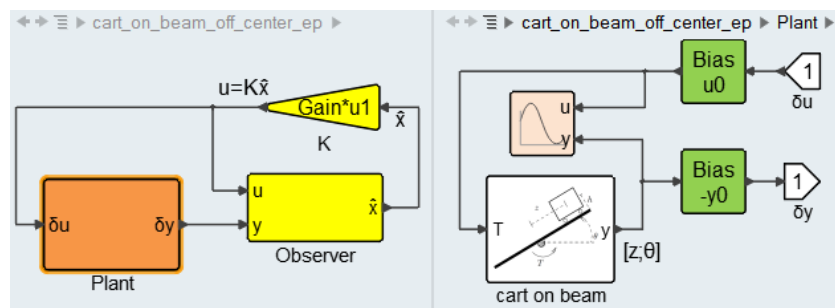 cart_on_beam_off_center_ep
u=Kx̂
Gain*u1
x̂
K
δu
δy
Plant
u
y
x̂
Observer
cart_on_beam_off_center_ep
Plant
Bias
u0
1
δu
u
y
Bias
-y0
1
δy
T
y
[z;θ]
cart on beam